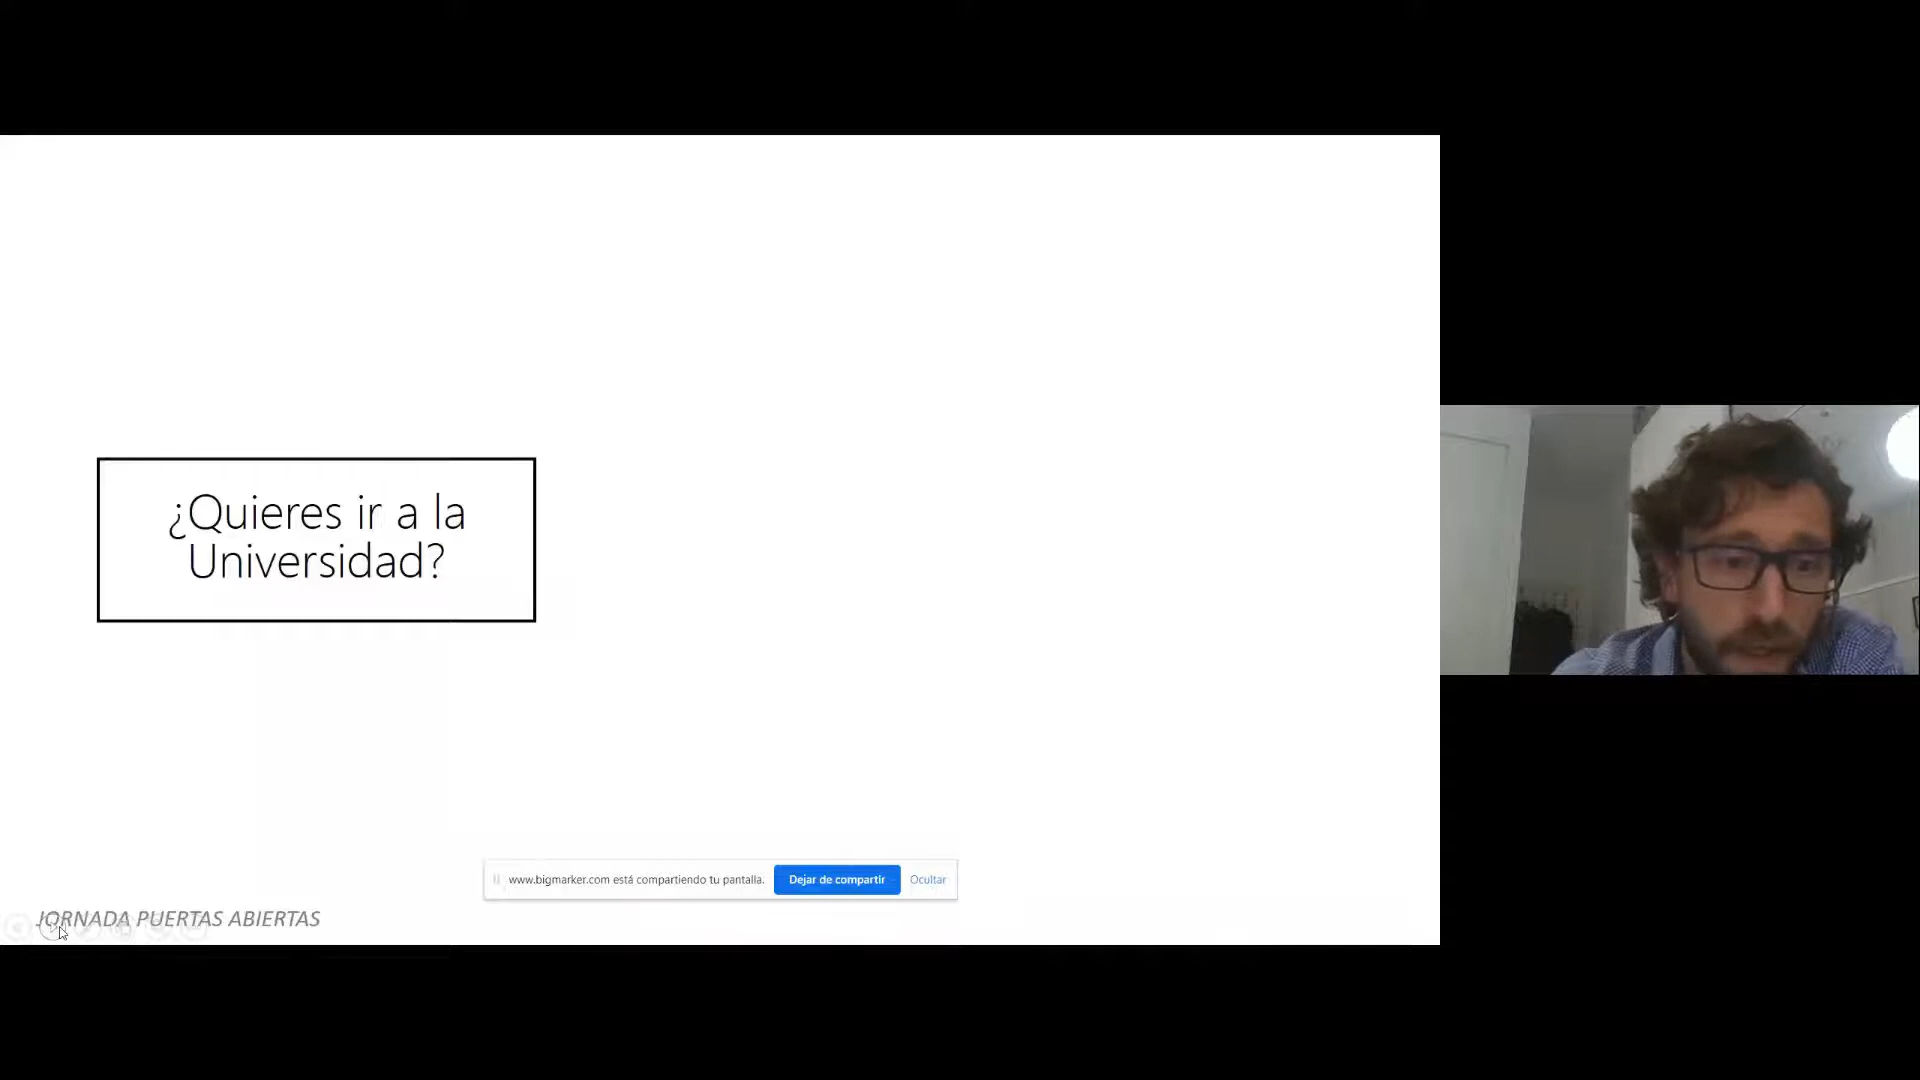 ¿Quieres ir a la
Universidad?
www.bigmarker.com está compartiendo tu pantalla.
Dejar de compartir
Ocultar
JORNADA PUERTAS ABIERTAS